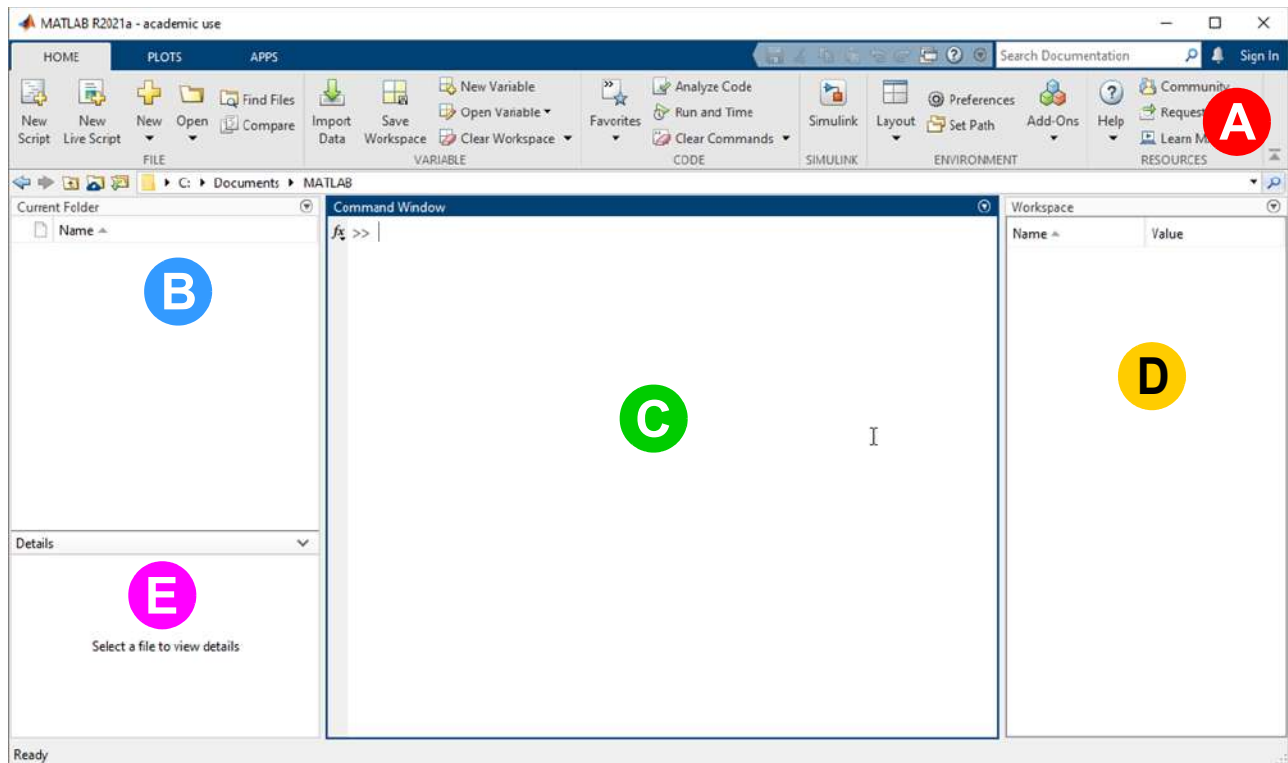 MATLAB R2021a - academic use
HOME PLOTS APPS Search Documentation Sign In
New Script
New Live Script
New
Open
Find Files
Compare
FILE
Import Data
Save Workspace
New Variable
Open Variable
Clear Workspace
VARIABLE
Favorites
Analyze Code
Run and Time
Clear Commands
CODE
Simulink
SIMULINK
Layout
Preferences
Set Path
Add-Ons
ENVIRONMENT
Help
Community
Request
Learn
RESOURCES
A
C: Documents MATLAB
Current Folder
Name
B
Command Window
fx >>
C
Workspace
Name Value
D
Details
E
Select a file to view details
Ready